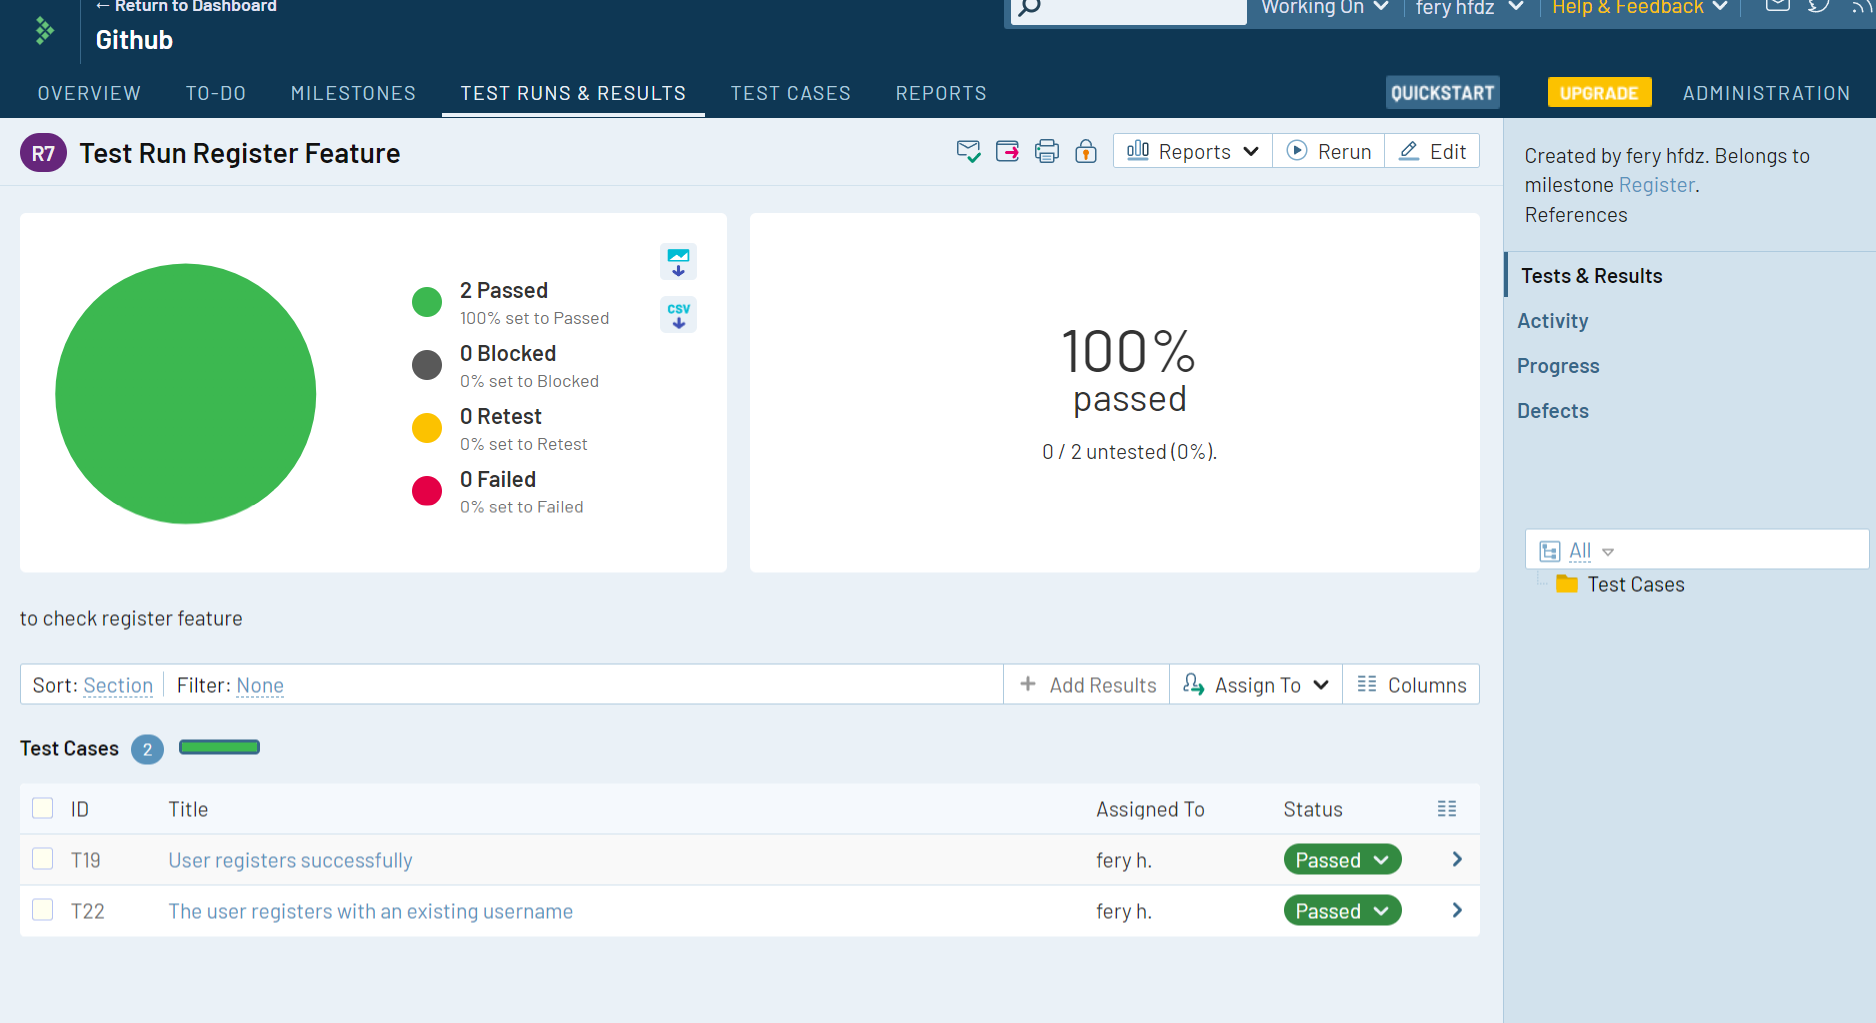 ← Return to Dashboard
Github
Working On
fery hfdz
Help & Feedback
OVERVIEW TO-DO MILESTONES TEST RUNS & RESULTS TEST CASES REPORTS QUICKSTART UPGRADE ADMINISTRATION
R7 Test Run Register Feature
Reports Rerun Edit
Created by fery hfdz. Belongs to
milestone Register.
References
Tests & Results
Activity
Progress
Defects
2 Passed
100% set to Passed
0 Blocked
0% set to Blocked
0 Retest
0% set to Retest
0 Failed
0% set to Failed
CSV
100%
passed
0 / 2 untested (0%).
All
Test Cases
to check register feature
Sort: Section Filter: None + Add Results Assign To Columns
Test Cases 2
ID Title Assigned To Status
T19 User registers successfully fery h. Passed
T22 The user registers with an existing username fery h. Passed